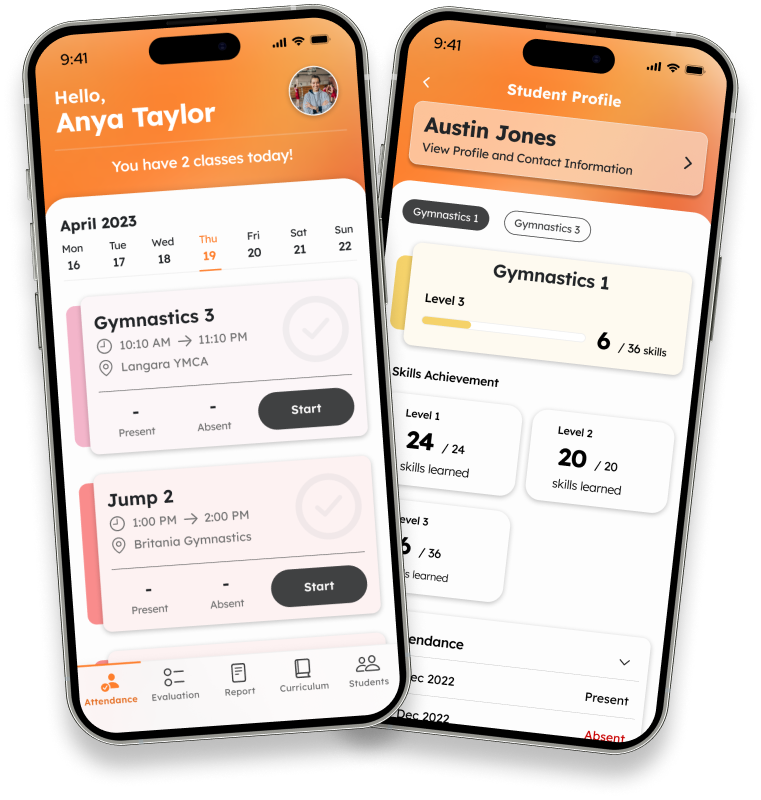 9:41
Hello,
Anya Taylor
You have 2 classes today!
April 2023
Mon Tue Wed Thu Fri Sat Sun
16 17 18 19 20 21 22
Gymnastics 3
10:10 AM → 11:10 PM
Langara YMCA
- -
Present Absent
Start
Jump 2
1:00 PM → 2:00 PM
Britania Gymnastics
- -
Present Absent
Start
Attendance Evaluation Report Curriculum Students
9:41
Student Profile
Austin Jones
View Profile and Contact Information
Gymnastics 1 Gymnastics 3
Gymnastics 1
Level 3
6 / 36 skills
Skills Achievement
Level 1
24 / 24
skills learned
Level 2
20 / 20
skills learned
evel 3
6 / 36
s learned
endance
ec 2022
Present
Dec 2022
Absent